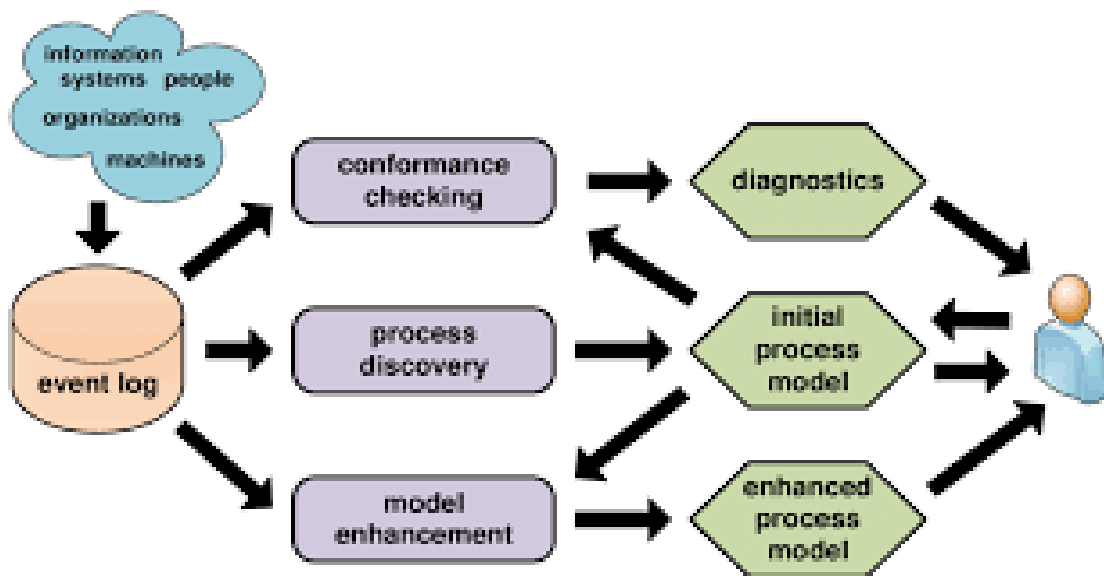 information
systems people
organizations
machines
conformance
checking
diagnostics
event log
process
discovery
initial
process
model
model
enhancement
enhanced
process
model